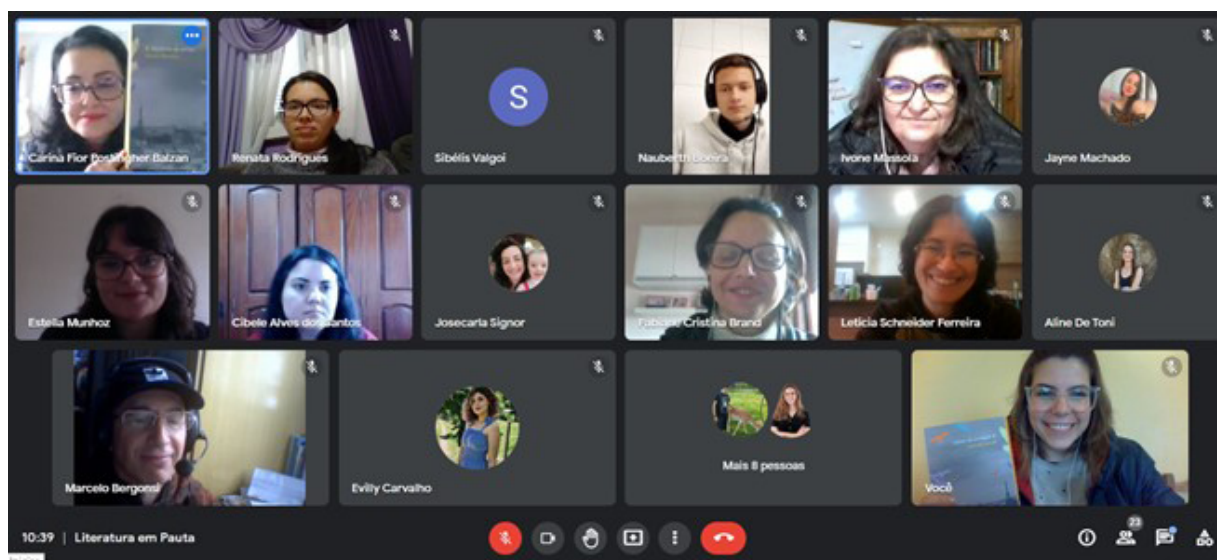 Carina Fior Postingher Balzan
Renata Rodrigues
S
Sibélis Valgoi
Nauberth Boeira
Ivone Massola
Jayne Machado
Estella Munhoz
Cibele Alves dos Santos
Josecarla Signor
Fabiane Cristina Brand
Leticia Schneider Ferreira
Aline De Toni
Marcelo Bergonsi
Evilly Carvalho
Mais 8 pessoas
Você
10:39 | Literatura em Pauta
23